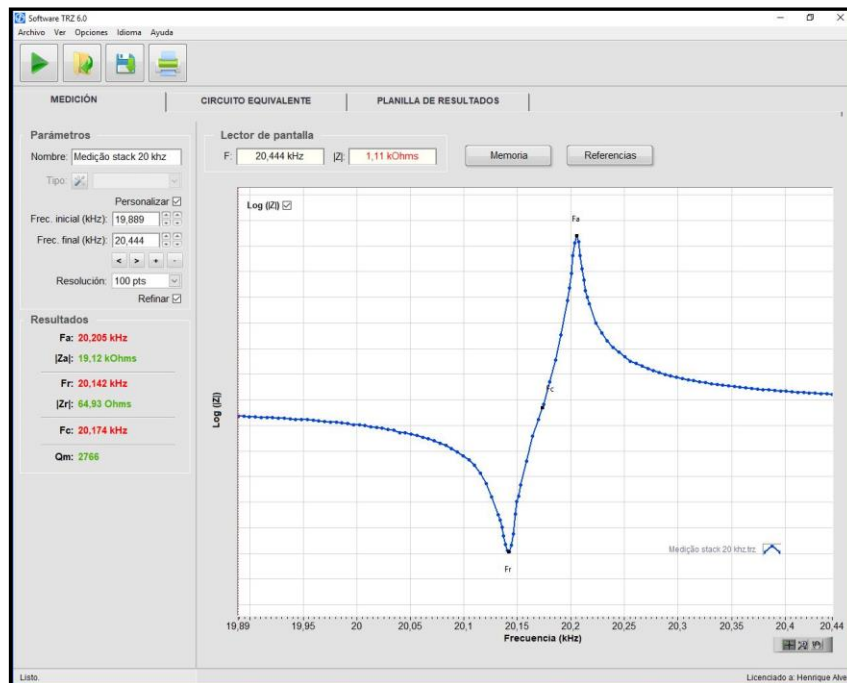 Software TRZ 6.0
Archivo Ver Opciones Idioma Ayuda
MEDICIÓN CIRCUITO EQUIVALENTE PLANILLA DE RESULTADOS
Parámetros
Nombre: Medição stack 20 khz
Tipo:
Personalizar
Frec. inicial (kHz): 19,889
Frec. final (kHz): 20,444
< > + -
Resolución: 100 pts
Refinar
Resultados
Fa: 20,205 kHz
|Za|: 19,12 kOhms
Fr: 20,142 kHz
|Zr|: 64,93 Ohms
Fc: 20,174 kHz
Qm: 2766
Lector de pantalla
F: 20,444 kHz |Z|: 1,11 kOhms
Memoria Referencias
Log (|Z|)
Fa
Fc
Log (|Z|)
Medição stack 20 khz.trz
Fr
19,89 19,95 20 20,05 20,1 20,15 20,2 20,25 20,3 20,35 20,4 20,44
Frecuencia (kHz)
Listo. Licenciado a: Henrique Alve